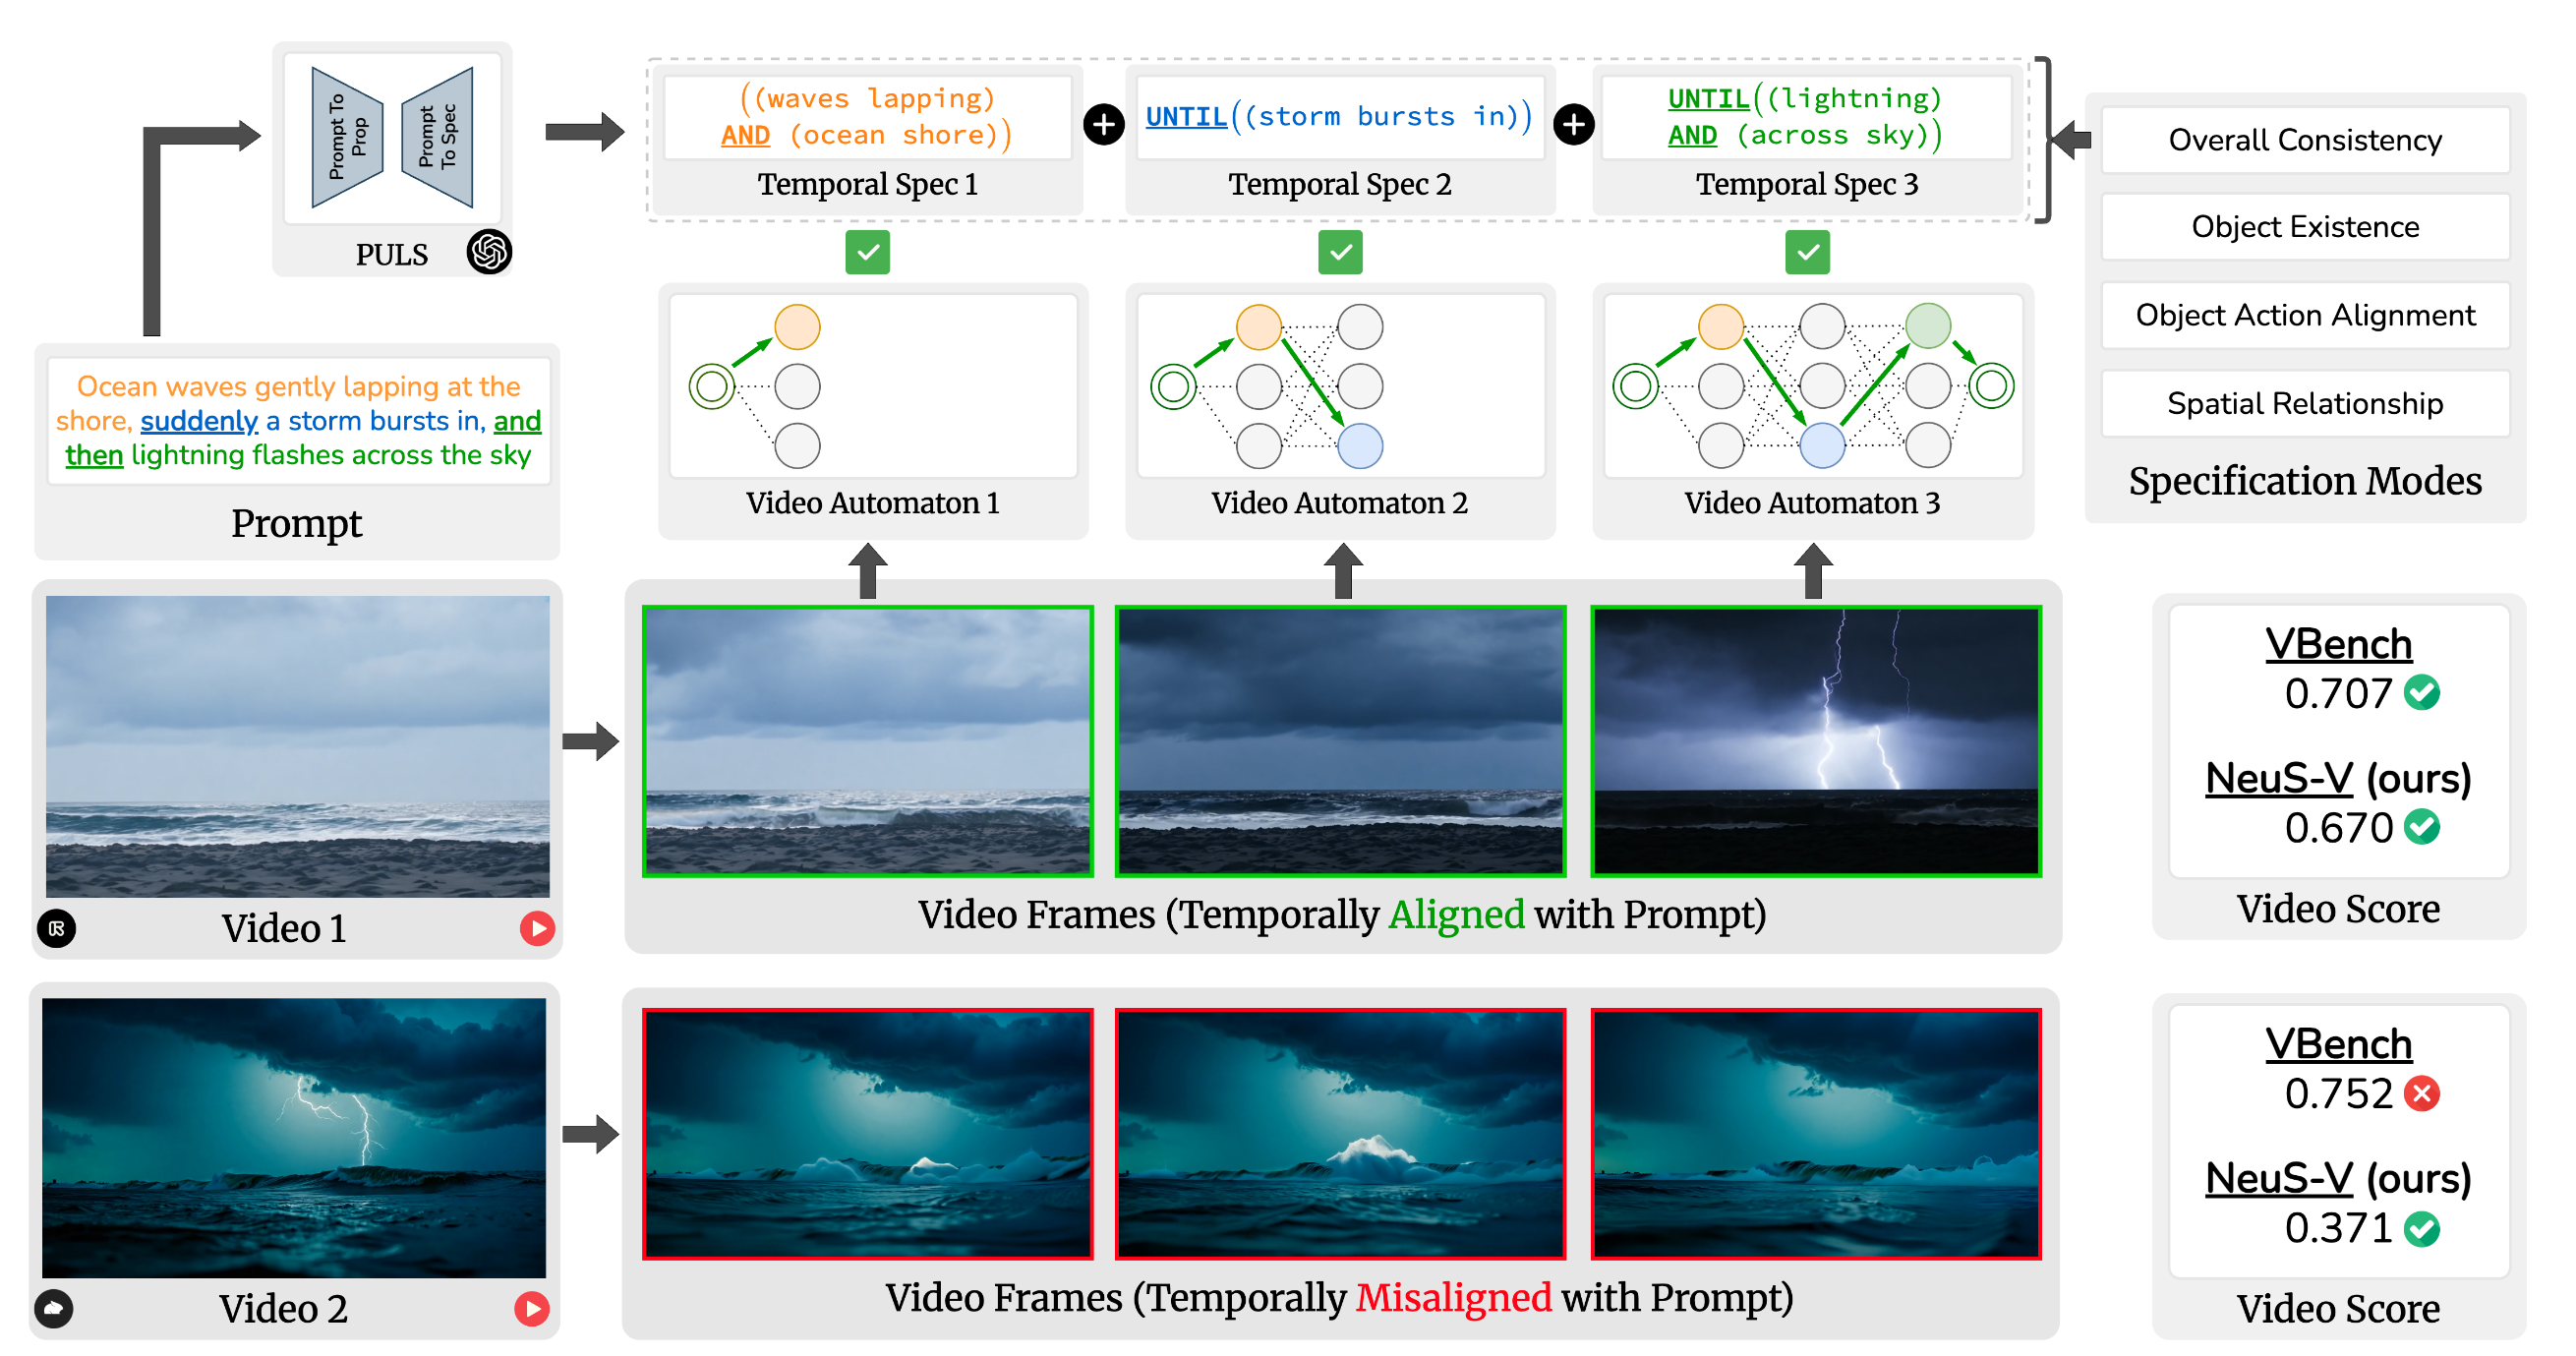 Prompt To
Prop
Prompt
To Spec
PULS
((waves lapping)
AND (ocean shore))
Temporal Spec 1
UNTIL((storm bursts in))
Temporal Spec 2
UNTIL((lightning)
AND (across sky))
Temporal Spec 3
Overall Consistency
Object Existence
Object Action Alignment
Spatial Relationship
Specification Modes
Ocean waves gently lapping at the
shore, suddenly a storm bursts in, and
then lightning flashes across the sky
Prompt
Video Automaton 1
Video Automaton 2
Video Automaton 3
Video 1
Video Frames (Temporally Aligned with Prompt)
VBench
0.707
NeuS-V (ours)
0.670
Video Score
Video 2
Video Frames (Temporally Misaligned with Prompt)
VBench
0.752
NeuS-V (ours)
0.371
Video Score